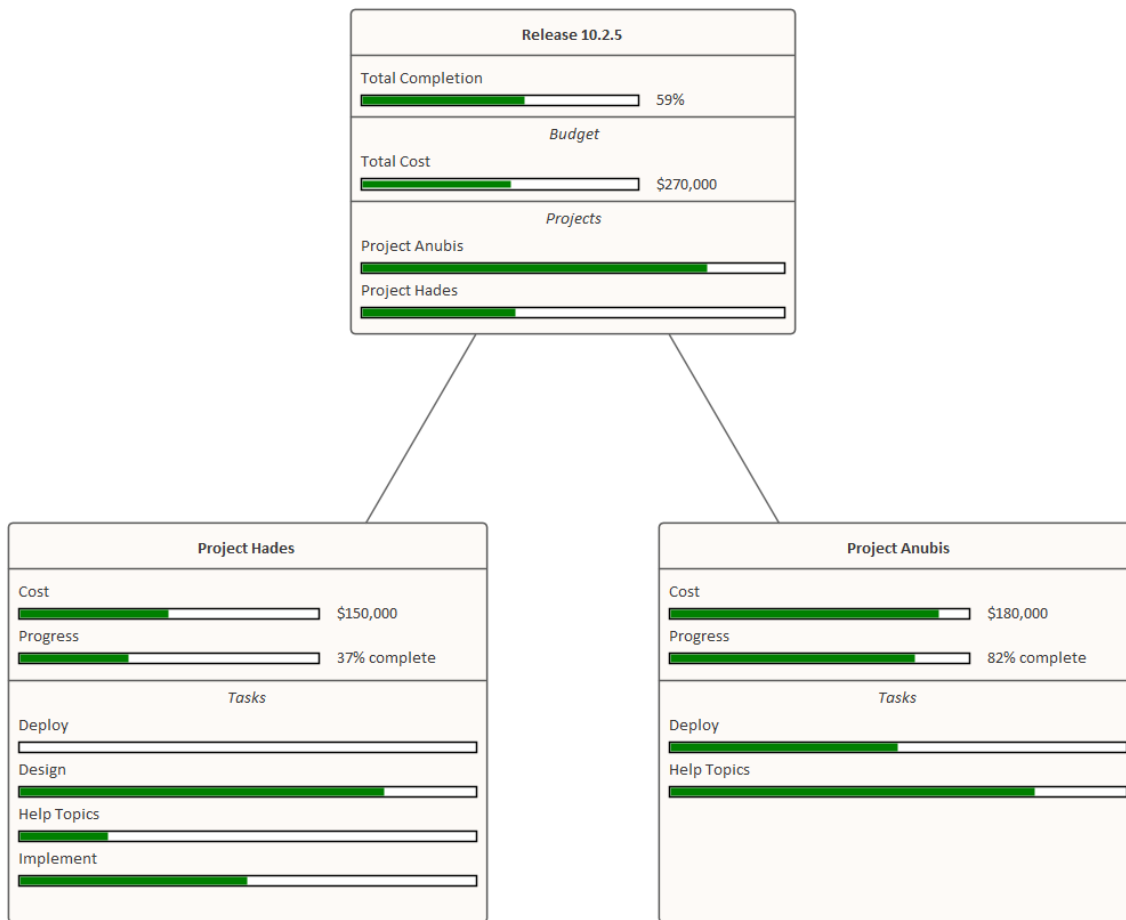 Release 10.2.5
Total Completion
59%
Budget
Total Cost
$270,000
Projects
Project Anubis
Project Hades
Project Hades
Cost
$150,000
Progress
37% complete
Tasks
Deploy
Design
Help Topics
Implement
Project Anubis
Cost
$180,000
Progress
82% complete
Tasks
Deploy
Help Topics